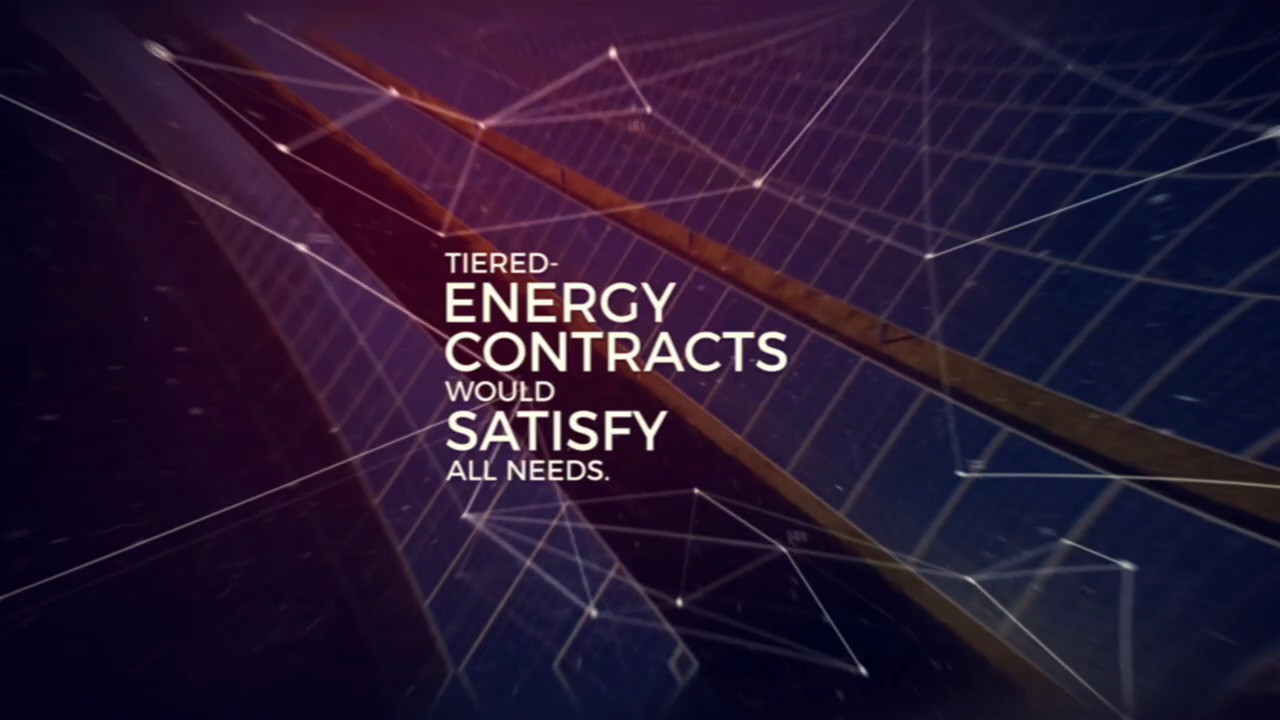 TIERED-
ENERGY
CONTRACTS
WOULD
SATISFY
ALL NEEDS.